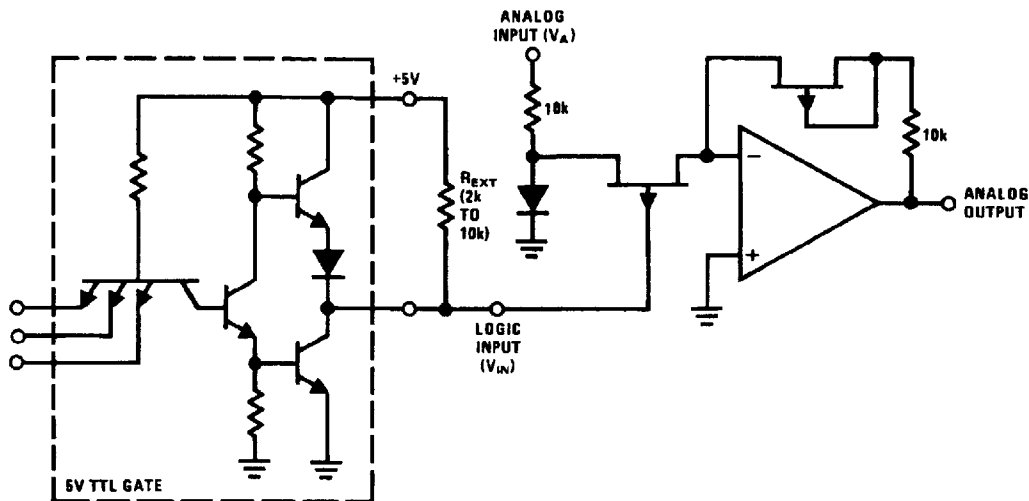 ANALOG
INPUT (VA)
+5V
10k
REXT
(2k
TO
10k)
10k
−
+
ANALOG
OUTPUT
LOGIC
INPUT
(VIN)
5V TTL GATE